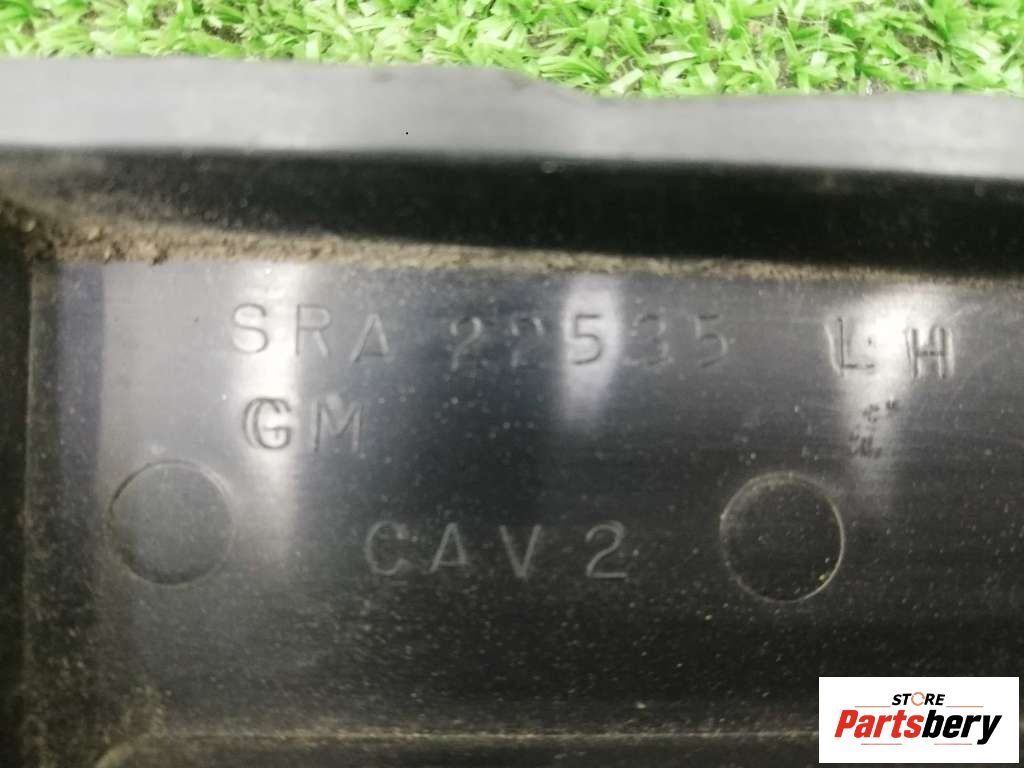 SRA 22535 LH
GM
CAV 2
STORE
Partsbery